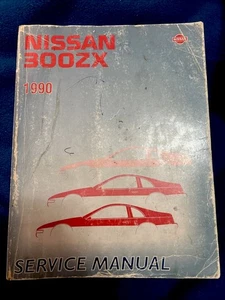 NISSAN
300ZX
1990
SERVICE MANUAL